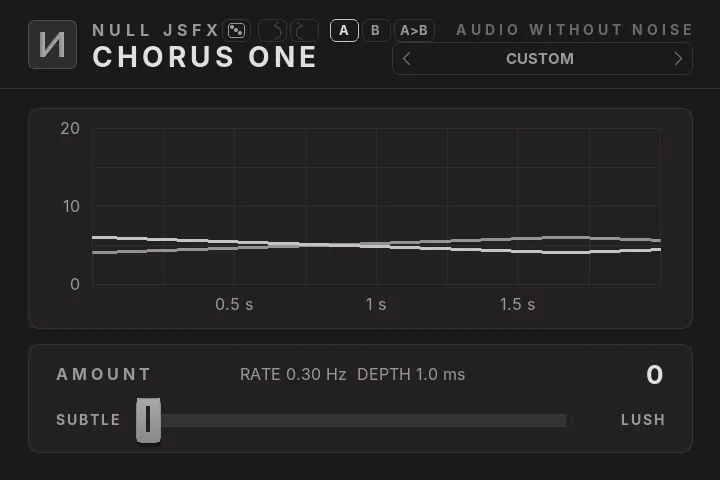 NULL JSFX
A B A>B
AUDIO WITHOUT NOISE
CHORUS ONE
CUSTOM
20
10
0
0.5 s 1 s 1.5 s
AMOUNT RATE 0.30 Hz DEPTH 1.0 ms 0
SUBTLE LUSH